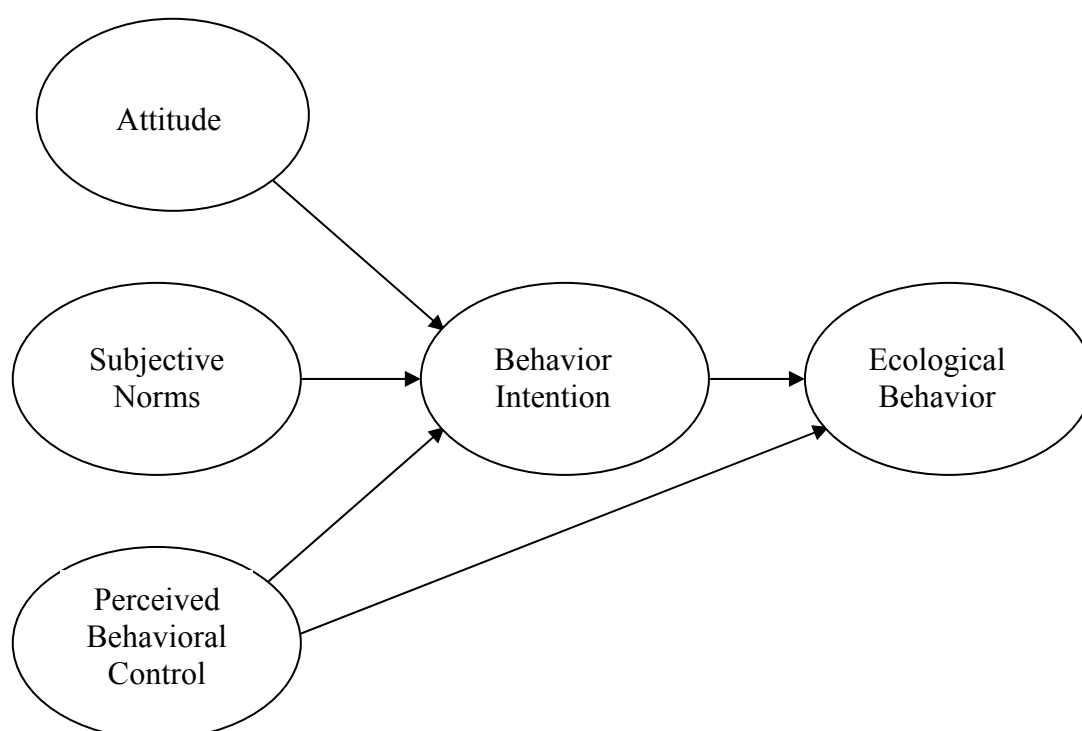 Attitude
Subjective
Norms
Behavior
Intention
Ecological
Behavior
Perceived
Behavioral
Control